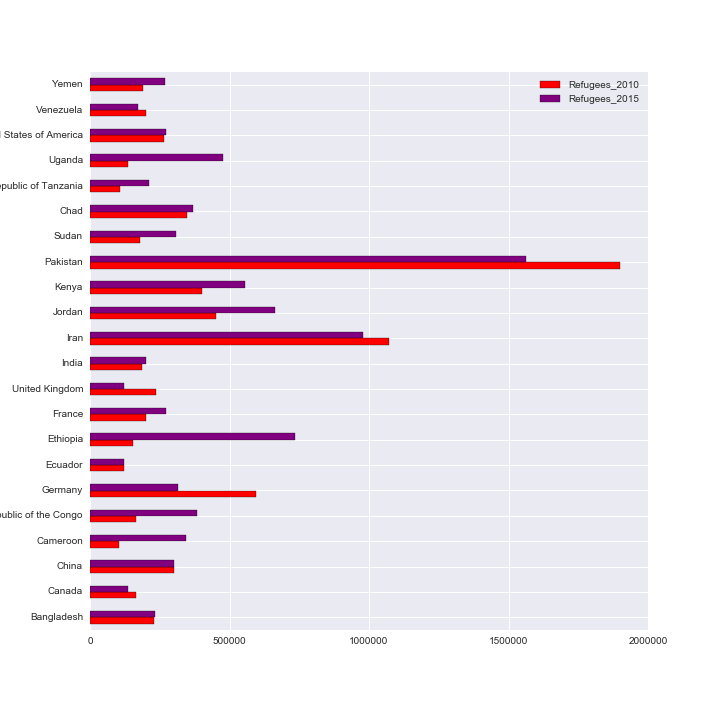 Refugees_2010
Refugees_2015
Yemen
Venezuela
States of America
Uganda
public of Tanzania
Chad
Sudan
Pakistan
Kenya
Jordan
Iran
India
United Kingdom
France
Ethiopia
Ecuador
Germany
public of the Congo
Cameroon
China
Canada
Bangladesh
0 500000 1000000 1500000 2000000